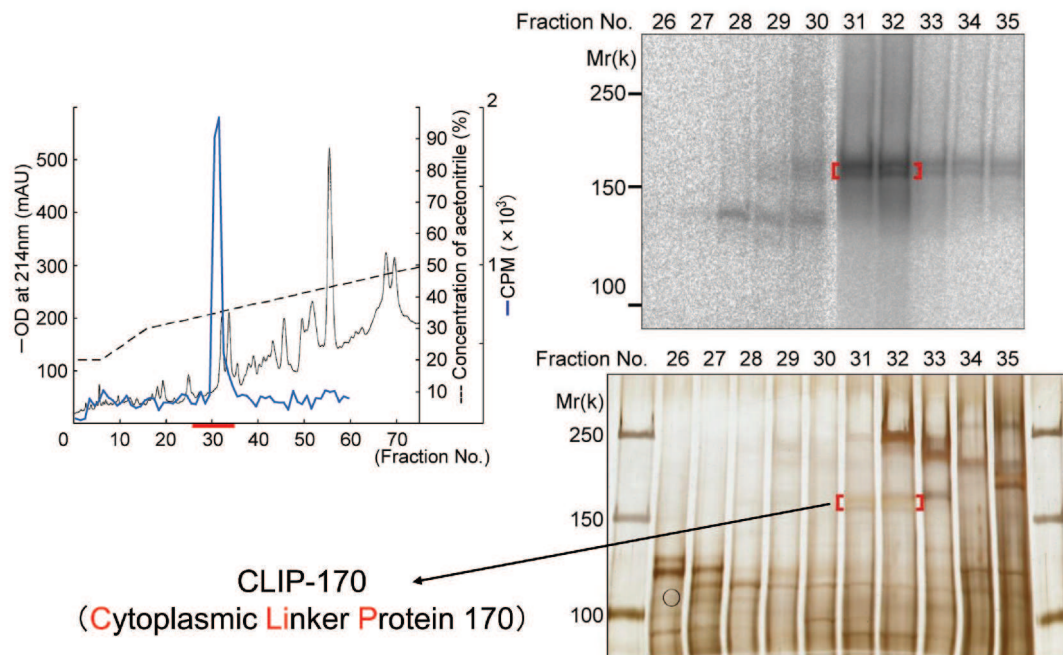 Fraction No. 26 27 28 29 30 31 32 33 34 35
Mr(k)
250
150
100
—OD at 214nm (mAU)
500
400
300
200
100
0 10 20 30 40 50 60 70
(Fraction No.)
90
80
70
60
50
40
30
20
10
--- Concentration of acetonitrile (%)
2
1
—CPM (×10³)
Fraction No. 26 27 28 29 30 31 32 33 34 35
Mr(k)
250
150
100
CLIP-170
(Cytoplasmic Linker Protein 170)